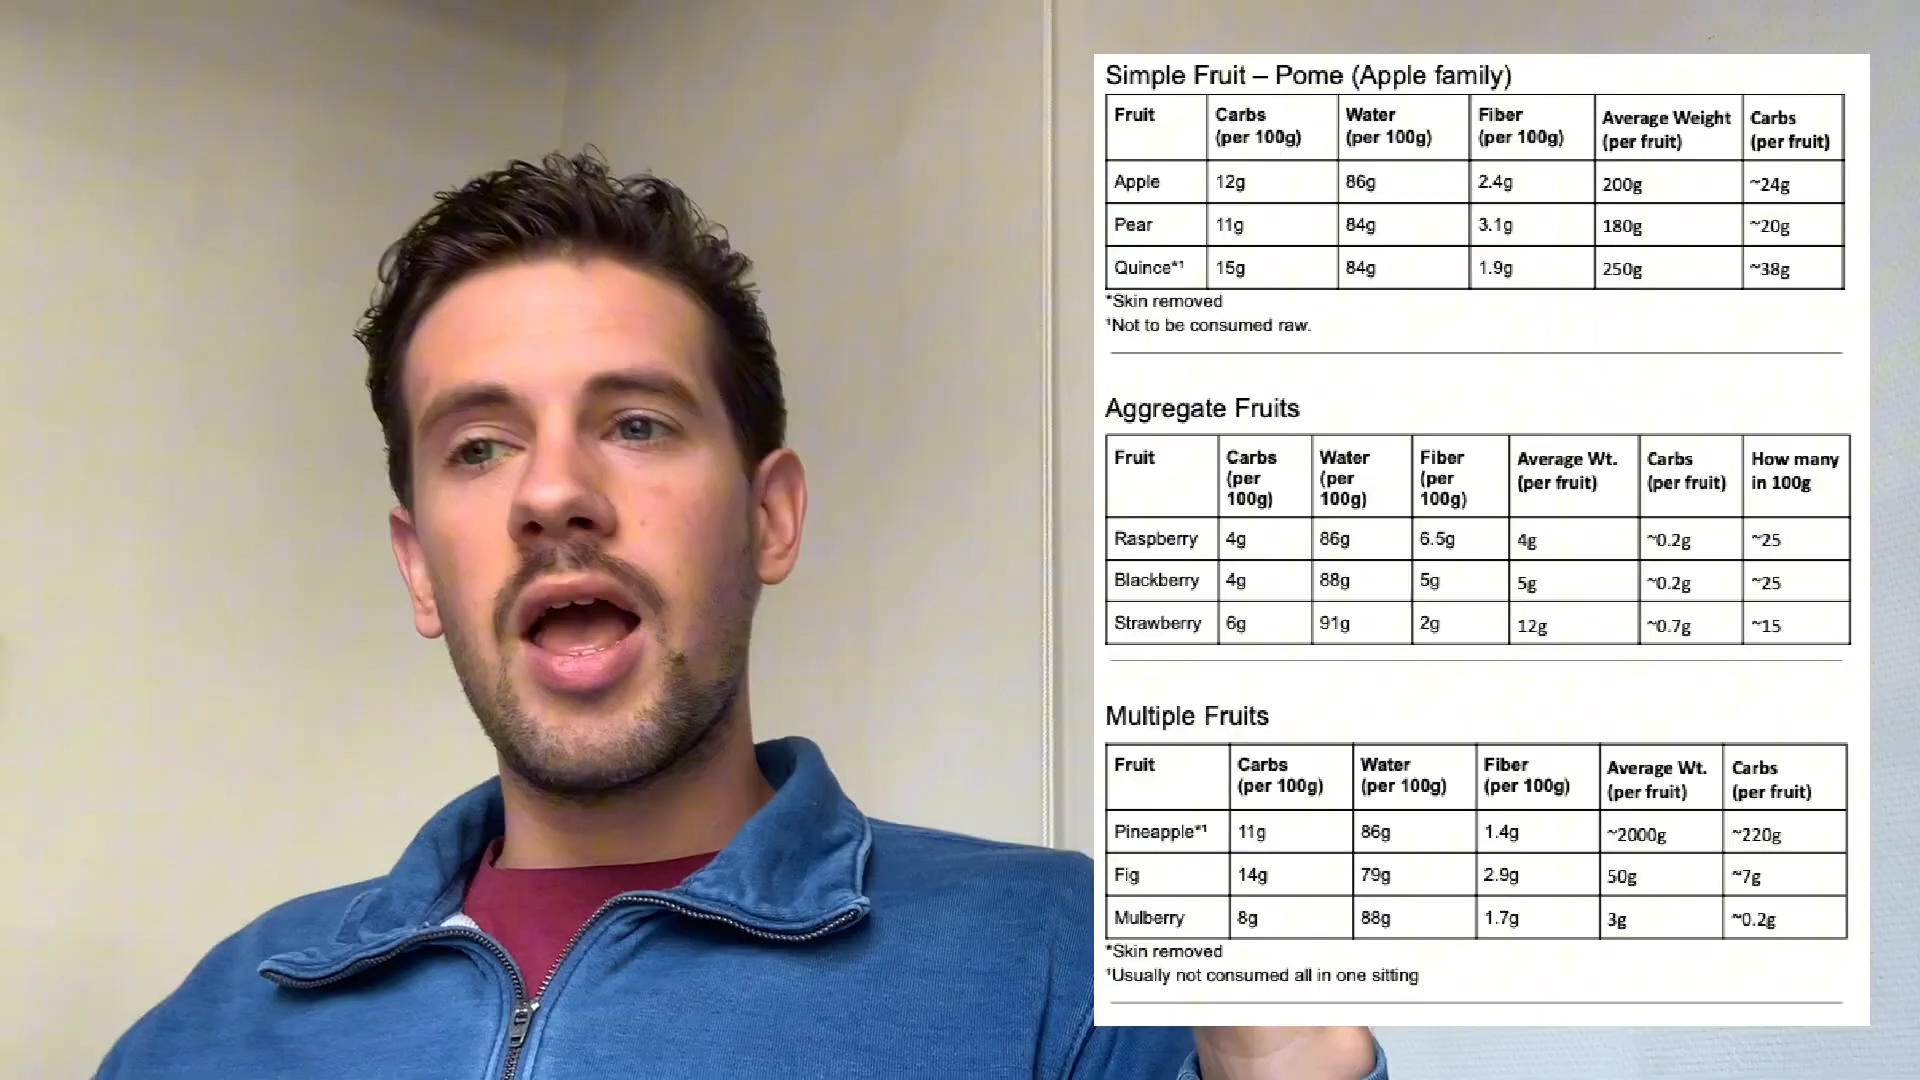 Simple Fruit – Pome (Apple family)
Fruit Carbs (per 100g) Water (per 100g) Fiber (per 100g) Average Weight (per fruit) Carbs (per fruit)
Apple 12g 86g 2.4g 200g ~24g
Pear 11g 84g 3.1g 180g ~20g
Quince*¹ 15g 84g 1.9g 250g ~38g
*Skin removed
¹Not to be consumed raw.
Aggregate Fruits
Fruit Carbs (per 100g) Water (per 100g) Fiber (per 100g) Average Wt. (per fruit) Carbs (per fruit) How many in 100g
Raspberry 4g 86g 6.5g 4g ~0.2g ~25
Blackberry 4g 88g 5g 5g ~0.2g ~25
Strawberry 6g 91g 2g 12g ~0.7g ~15
Multiple Fruits
Fruit Carbs (per 100g) Water (per 100g) Fiber (per 100g) Average Wt. (per fruit) Carbs (per fruit)
Pineapple*¹ 11g 86g 1.4g ~2000g ~220g
Fig 14g 79g 2.9g 50g ~7g
Mulberry 8g 88g 1.7g 3g ~0.2g
*Skin removed
¹Usually not consumed all in one sitting